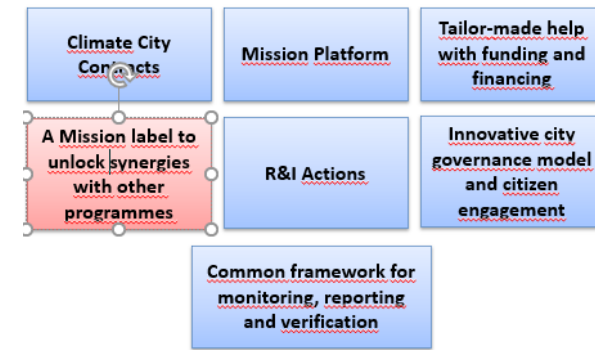 Climate City
Contracts
Mission Platform
Tailor-made help
with funding and
financing
A Mission label to
unlock synergies
with other
programmes
R&I Actions
Innovative city
governance model
and citizen
engagement
Common framework for
monitoring, reporting
and verification